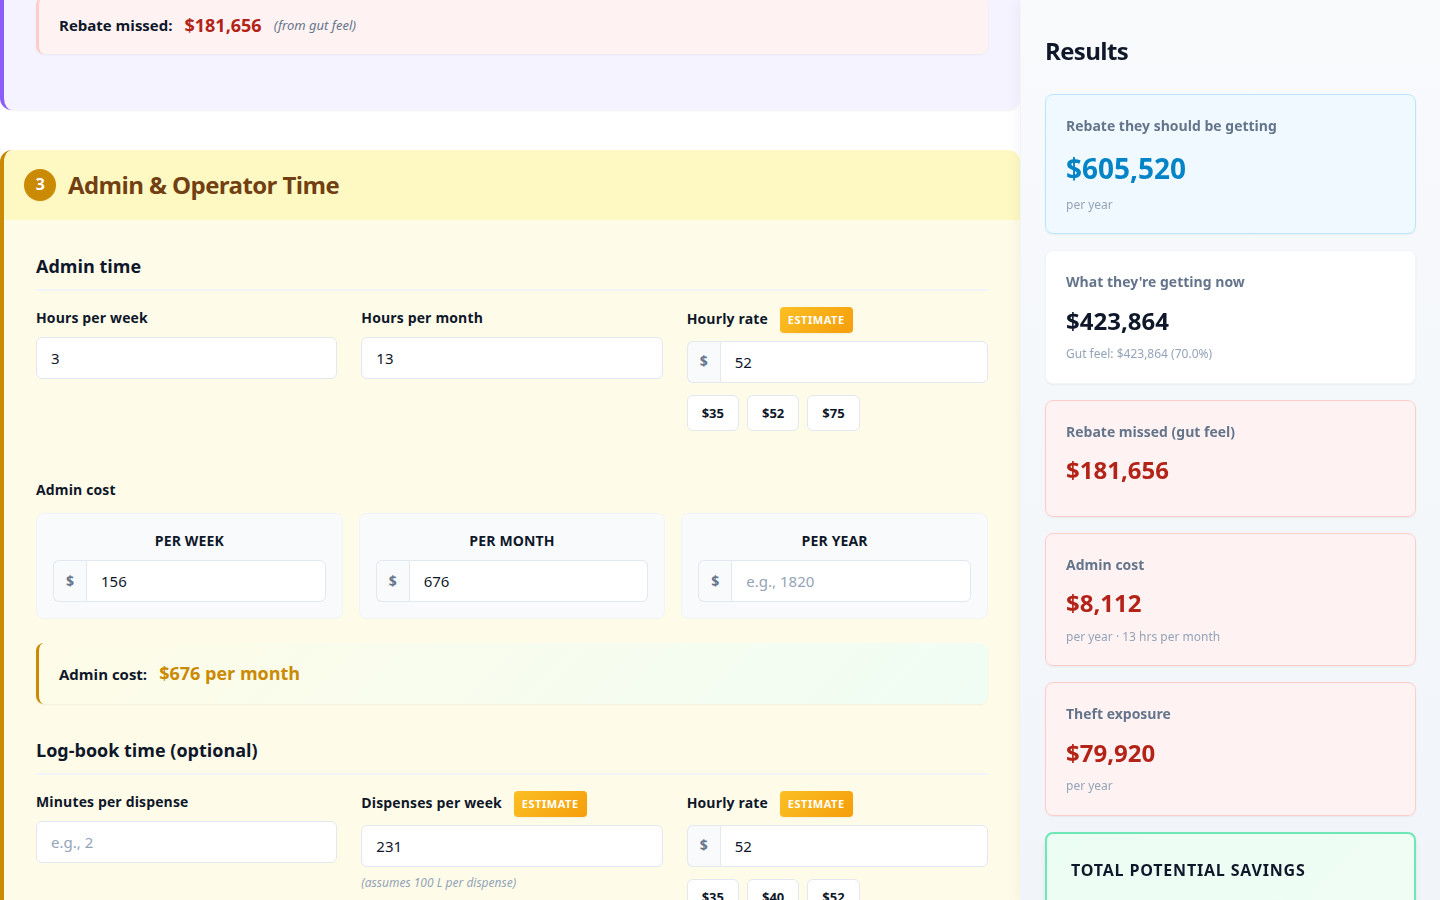 Rebate missed: $181,656 (from gut feel)
3 Admin & Operator Time
Admin time
Hours per week
3
Hours per month
13
Hourly rate ESTIMATE
$ 52
$35 $52 $75
Admin cost
PER WEEK
$ 156
PER MONTH
$ 676
PER YEAR
$ e.g., 1820
Admin cost: $676 per month
Log-book time (optional)
Minutes per dispense
e.g., 2
Dispenses per week ESTIMATE
231
(assumes 100 L per dispense)
Hourly rate ESTIMATE
$ 52
$35 $40 $52
Results
Rebate they should be getting
$605,520
per year
What they're getting now
$423,864
Gut feel: $423,864 (70.0%)
Rebate missed (gut feel)
$181,656
Admin cost
$8,112
per year · 13 hrs per month
Theft exposure
$79,920
per year
TOTAL POTENTIAL SAVINGS